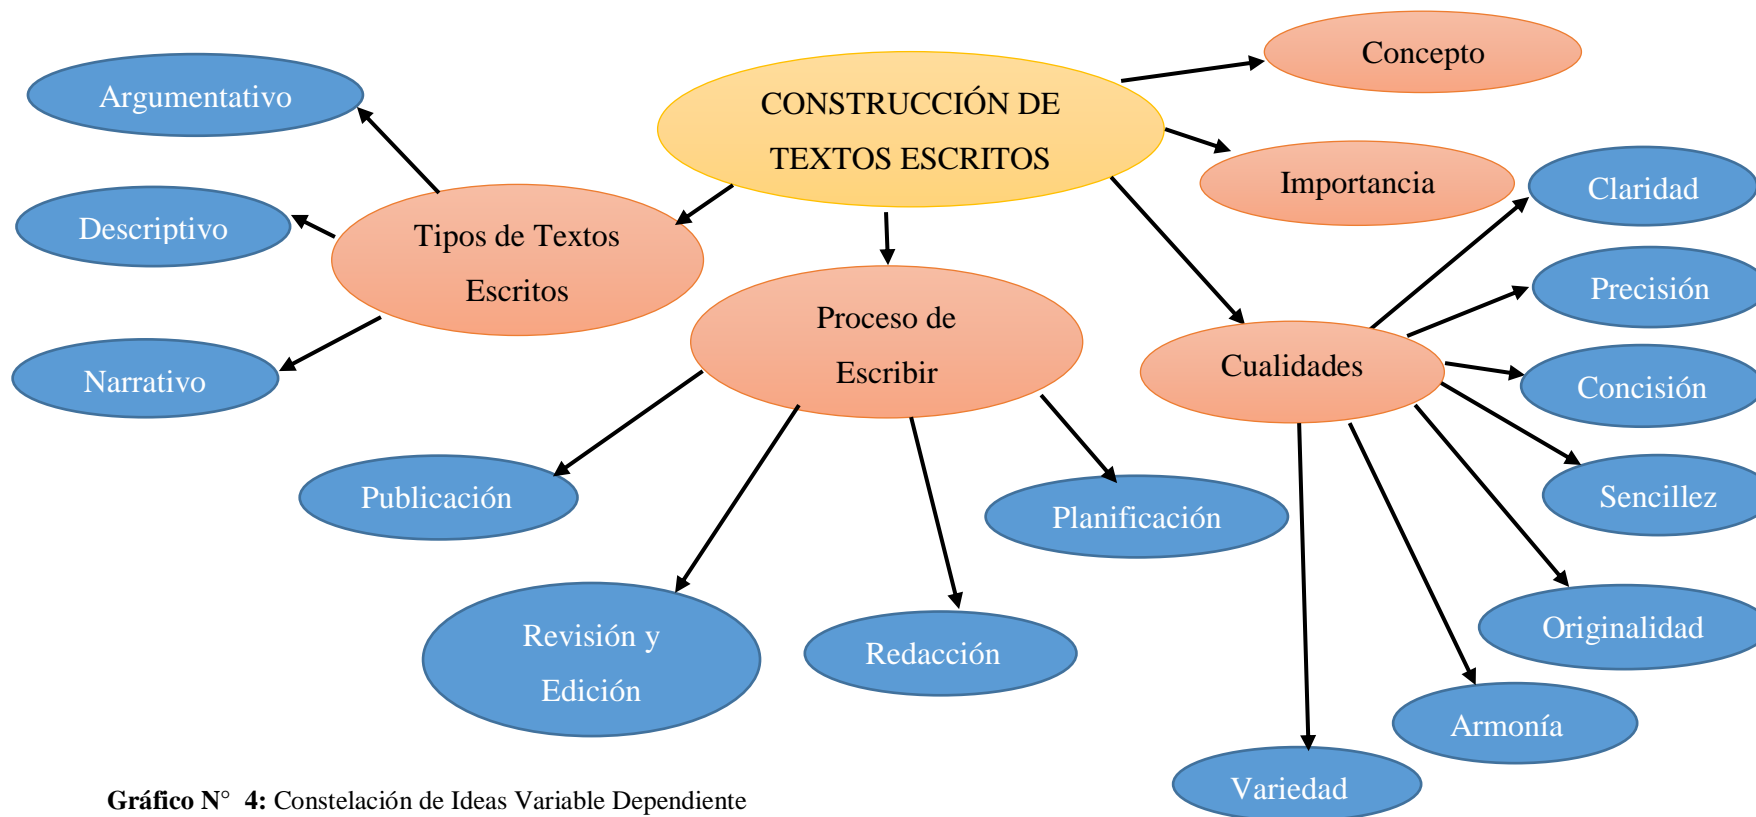 CONSTRUCCIÓN DE
TEXTOS ESCRITOS
Concepto
Importancia
Tipos de Textos
Escritos
Argumentativo
Descriptivo
Narrativo
Proceso de
Escribir
Publicación
Revisión y
Edición
Redacción
Planificación
Cualidades
Claridad
Precisión
Concisión
Sencillez
Originalidad
Armonía
Variedad
Gráfico N° 4: Constelación de Ideas Variable Dependiente